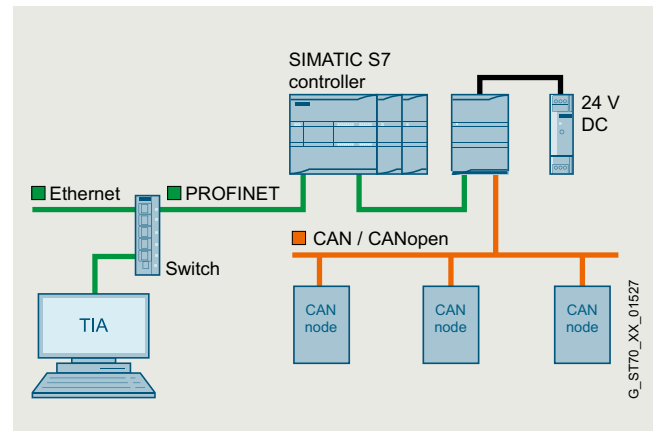 SIMATIC S7
controller
24 V
DC
Ethernet
PROFINET
Switch
CAN / CANopen
TIA
CAN
node
CAN
node
CAN
node
G_ST70_XX_01527